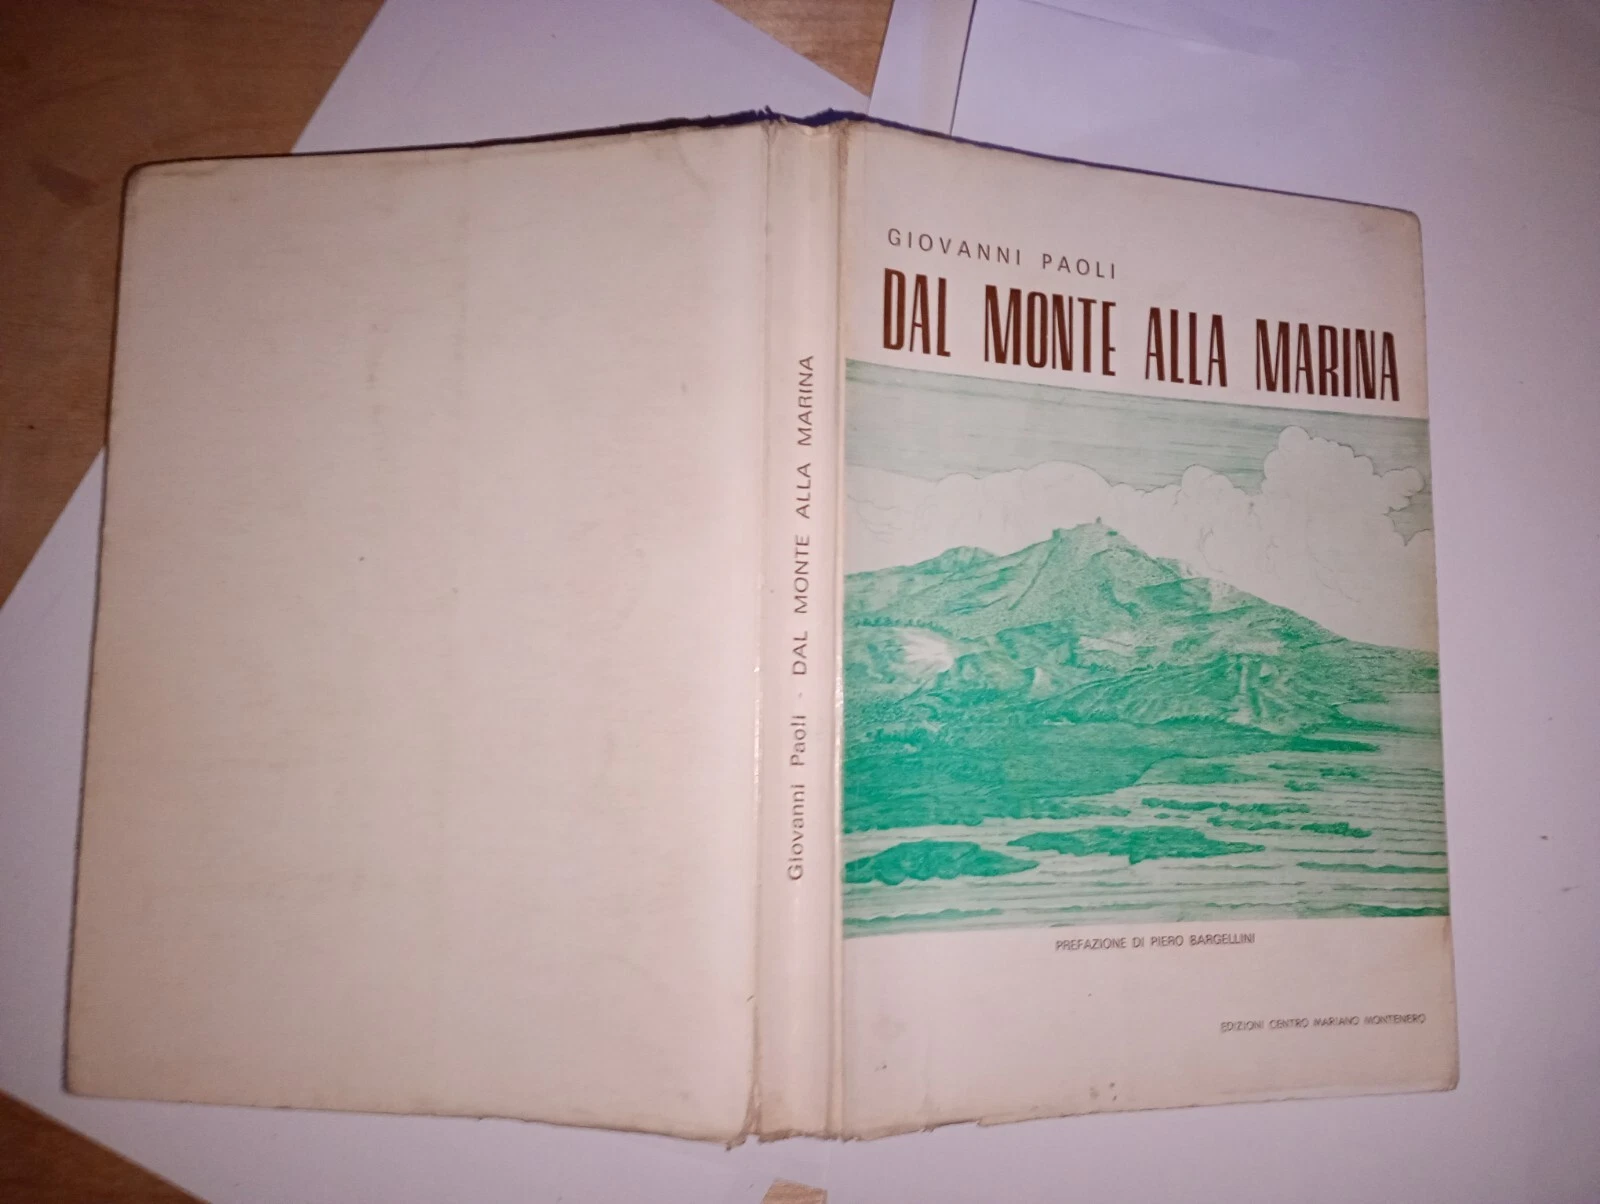 Giovanni Paoli - DAL MONTE ALLA MARINA
GIOVANNI PAOLI
DAL MONTE ALLA MARINA
PREFAZIONE DI PIERO BARGELLINI
EDIZIONI CENTRO MARIANO MONTENERO